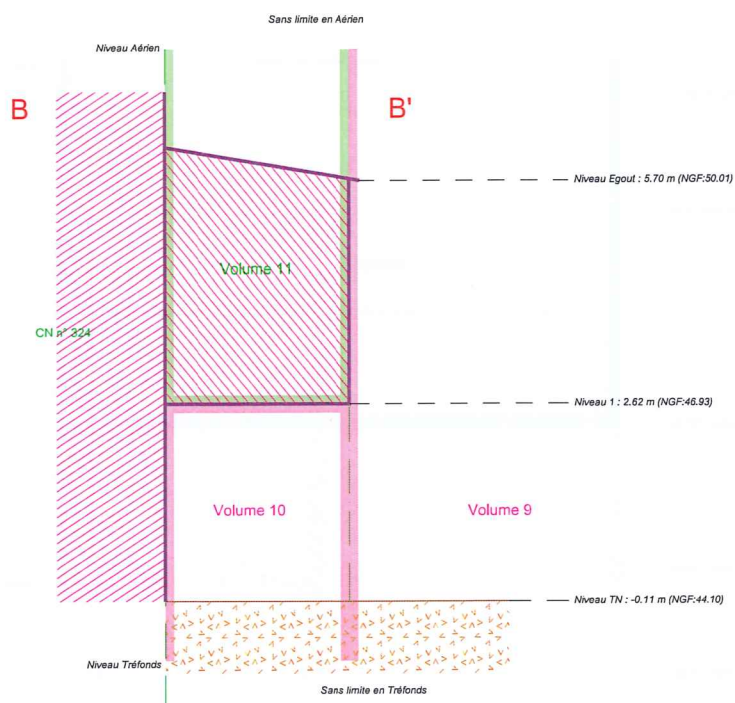 Sans limite en Aérien
Niveau Aérien
B
B'
Niveau Egout : 5.70 m (NGF:50.01)
Volume 11
CN n° 324
Niveau 1 : 2.62 m (NGF:46.93)
Volume 10
Volume 9
Niveau TN : -0.11 m (NGF:44.10)
Niveau Tréfonds
Sans limite en Tréfonds